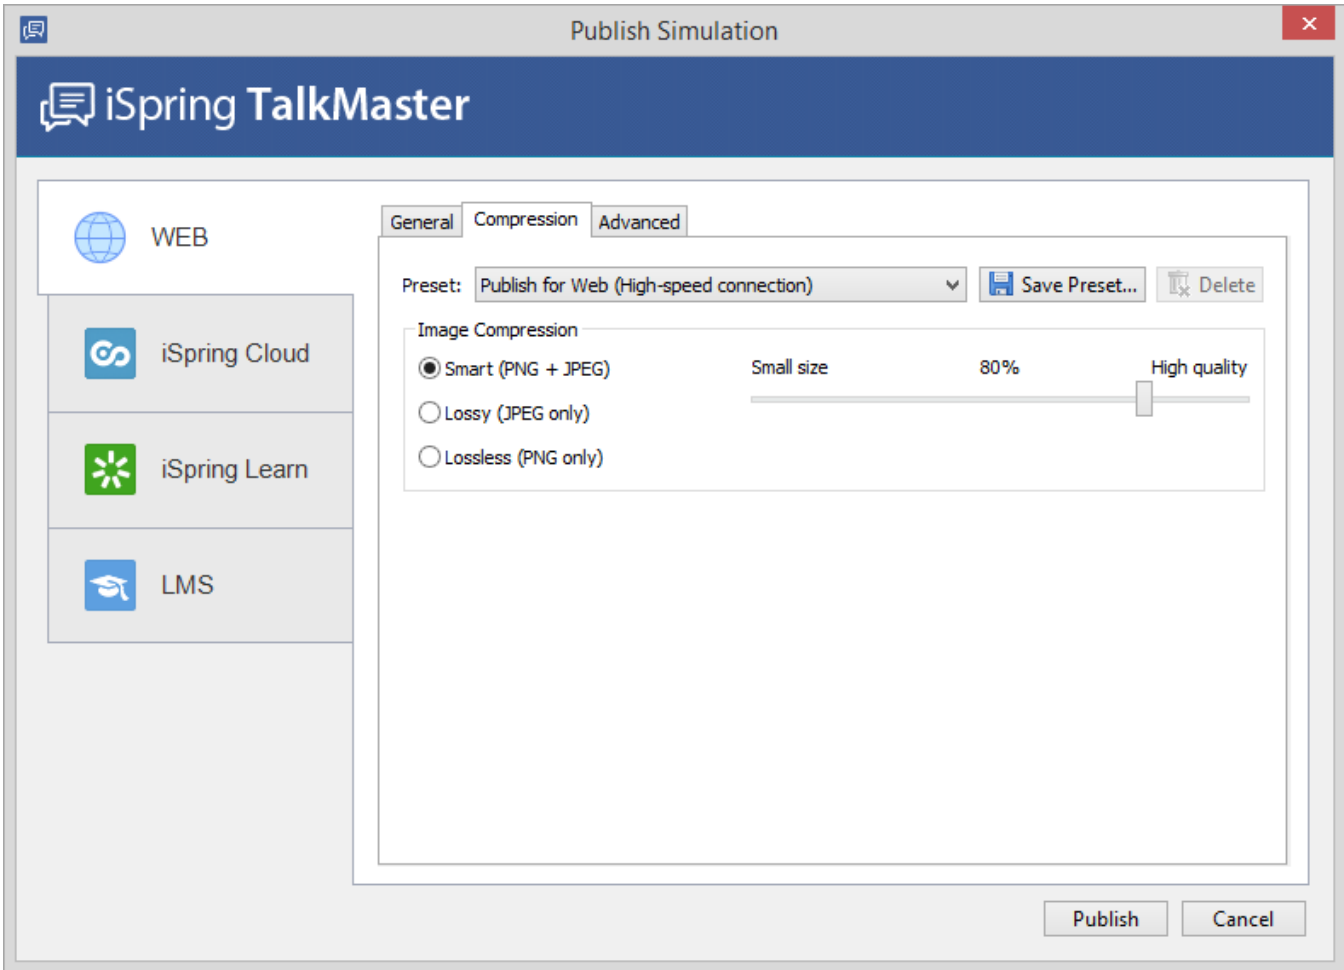 Publish Simulation
iSpring TalkMaster
WEB
iSpring Cloud
iSpring Learn
LMS
General Compression Advanced
Preset: Publish for Web (High-speed connection) Save Preset... Delete
Image Compression
Smart (PNG + JPEG) Small size 80% High quality
Lossy (JPEG only)
Lossless (PNG only)
Publish Cancel